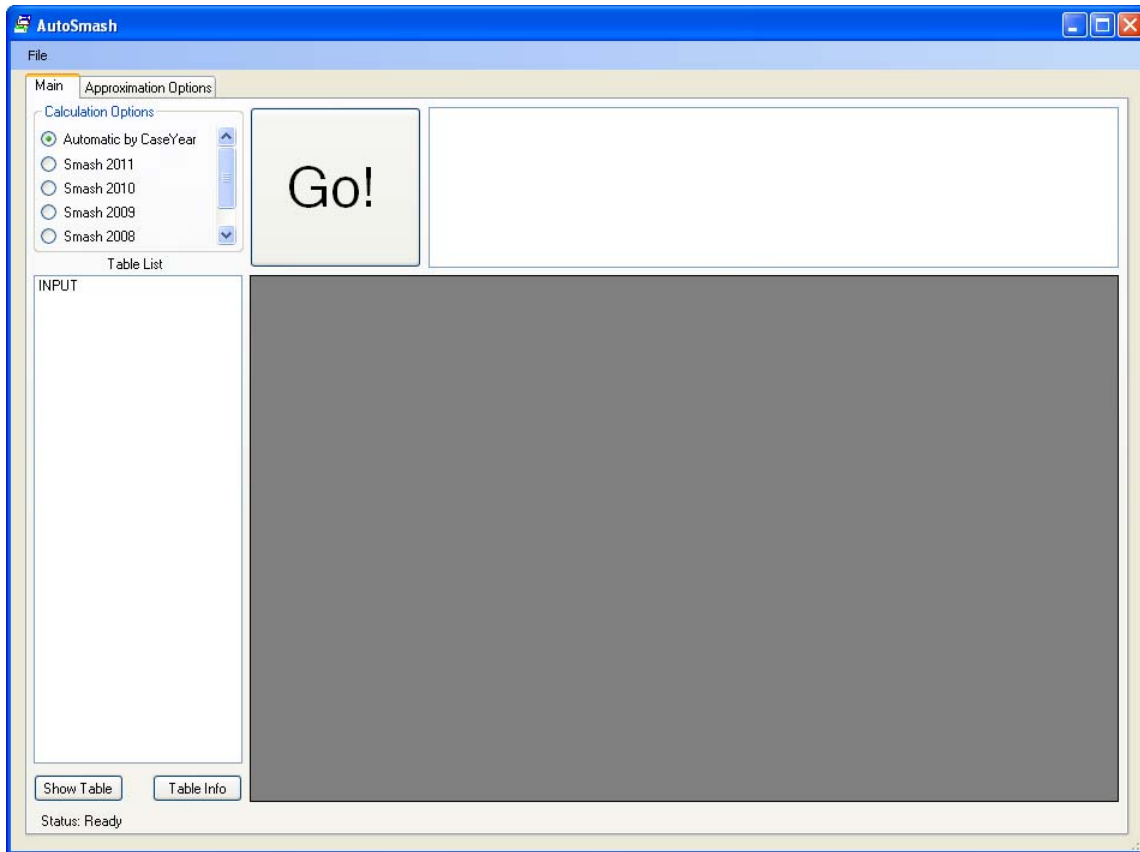 AutoSmash
File
Main
Approximation Options
Calculation Options
Automatic by CaseYear
Smash 2011
Smash 2010
Smash 2009
Smash 2008
Go!
Table List
INPUT
Show Table
Table Info
Status: Ready